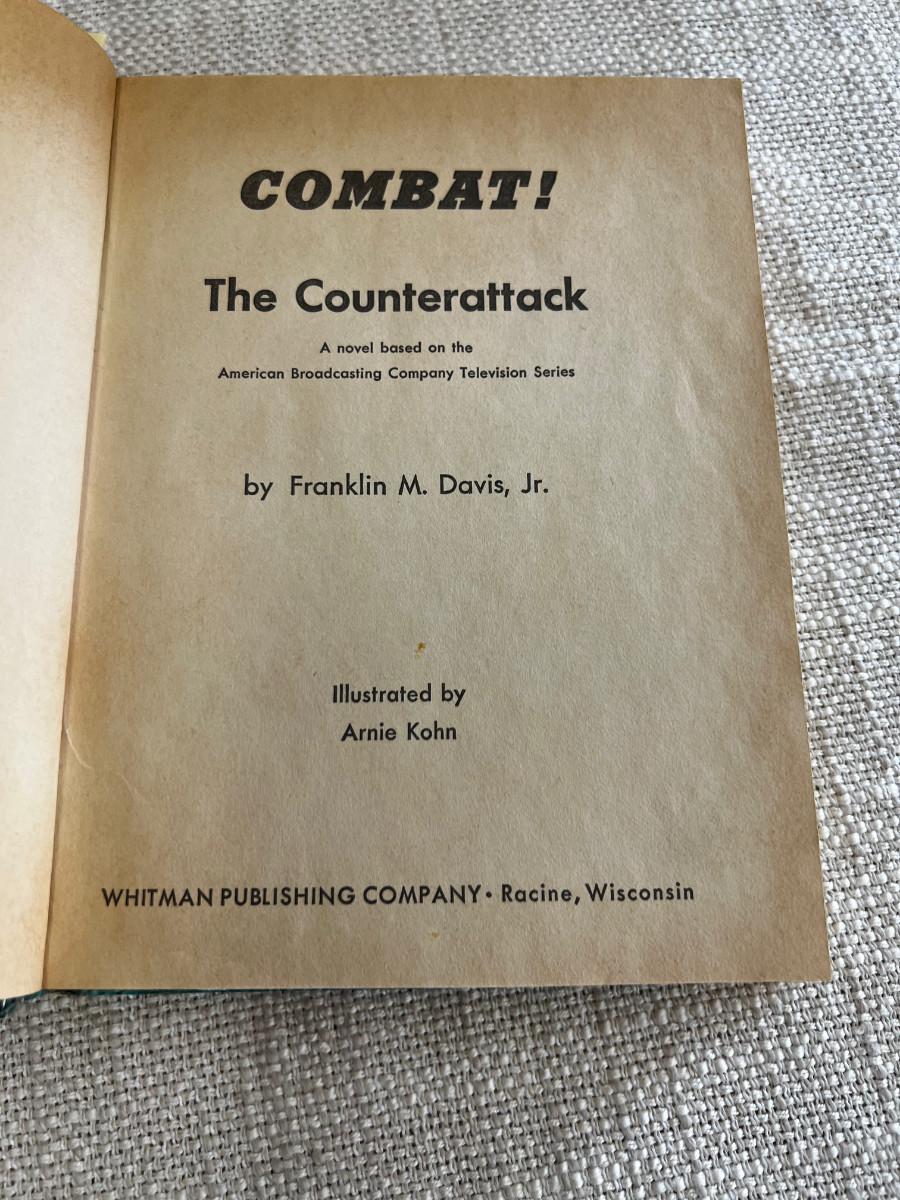 COMBAT!
The Counterattack
A novel based on the
American Broadcasting Company Television Series
by Franklin M. Davis, Jr.
Illustrated by
Arnie Kohn
WHITMAN PUBLISHING COMPANY • Racine, Wisconsin